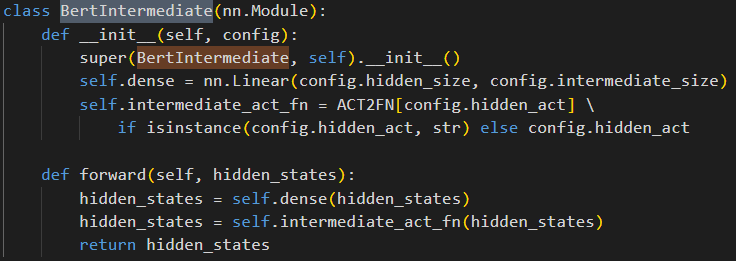 class BertIntermediate(nn.Module):
    def __init__(self, config):
        super(BertIntermediate, self).__init__()
        self.dense = nn.Linear(config.hidden_size, config.intermediate_size)
        self.intermediate_act_fn = ACT2FN[config.hidden_act] \
            if isinstance(config.hidden_act, str) else config.hidden_act

    def forward(self, hidden_states):
        hidden_states = self.dense(hidden_states)
        hidden_states = self.intermediate_act_fn(hidden_states)
        return hidden_states